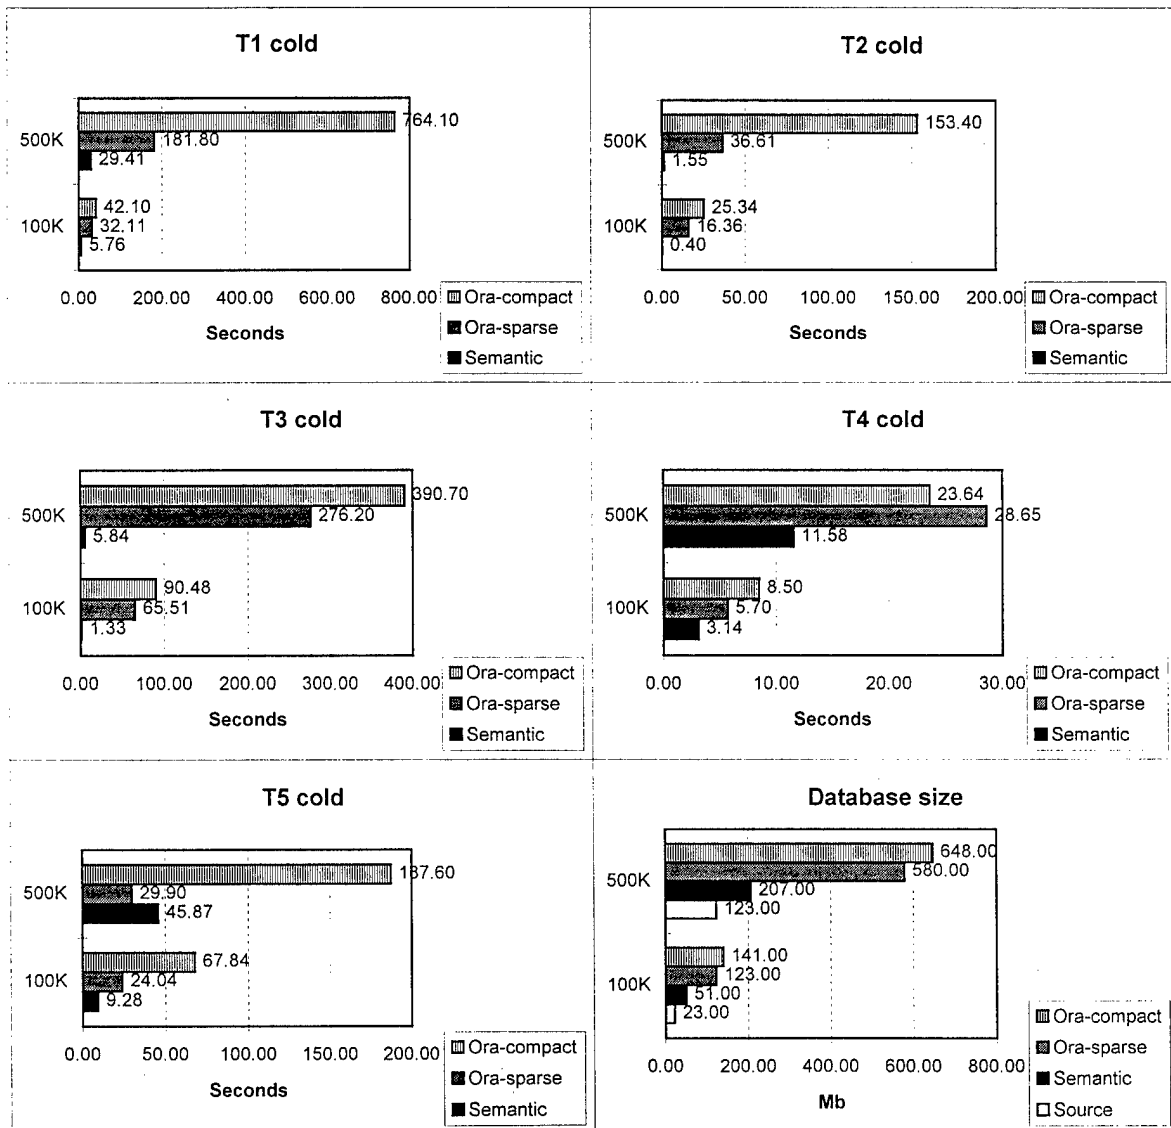 T1 cold
500K
764.10
181.80
29.41
100K
42.10
32.11
5.76
0.00 200.00 400.00 600.00 800.00
Seconds
Ora-compact
Ora-sparse
Semantic
T2 cold
500K
153.40
36.61
1.55
100K
25.34
16.36
0.40
0.00 50.00 100.00 150.00 200.00
Seconds
Ora-compact
Ora-sparse
Semantic
T3 cold
500K
390.70
276.20
5.84
100K
90.48
65.51
1.33
0.00 100.00 200.00 300.00 400.00
Seconds
Ora-compact
Ora-sparse
Semantic
T4 cold
500K
23.64
28.65
11.58
100K
8.50
5.70
3.14
0.00 10.00 20.00 30.00
Seconds
Ora-compact
Ora-sparse
Semantic
T5 cold
500K
187.60
29.90
45.87
100K
67.84
24.04
9.28
0.00 50.00 100.00 150.00 200.00
Seconds
Ora-compact
Ora-sparse
Semantic
Database size
500K
648.00
580.00
207.00
123.00
100K
141.00
123.00
51.00
23.00
0.00 200.00 400.00 600.00 800.00
Mb
Ora-compact
Ora-sparse
Semantic
Source